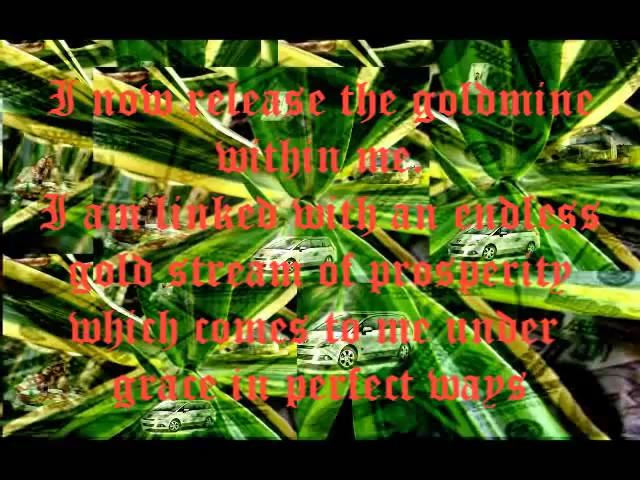 I now release the goldmine
within me.
I am linked with an endless
gold stream of prosperity
which comes to me under
grace in perfect ways